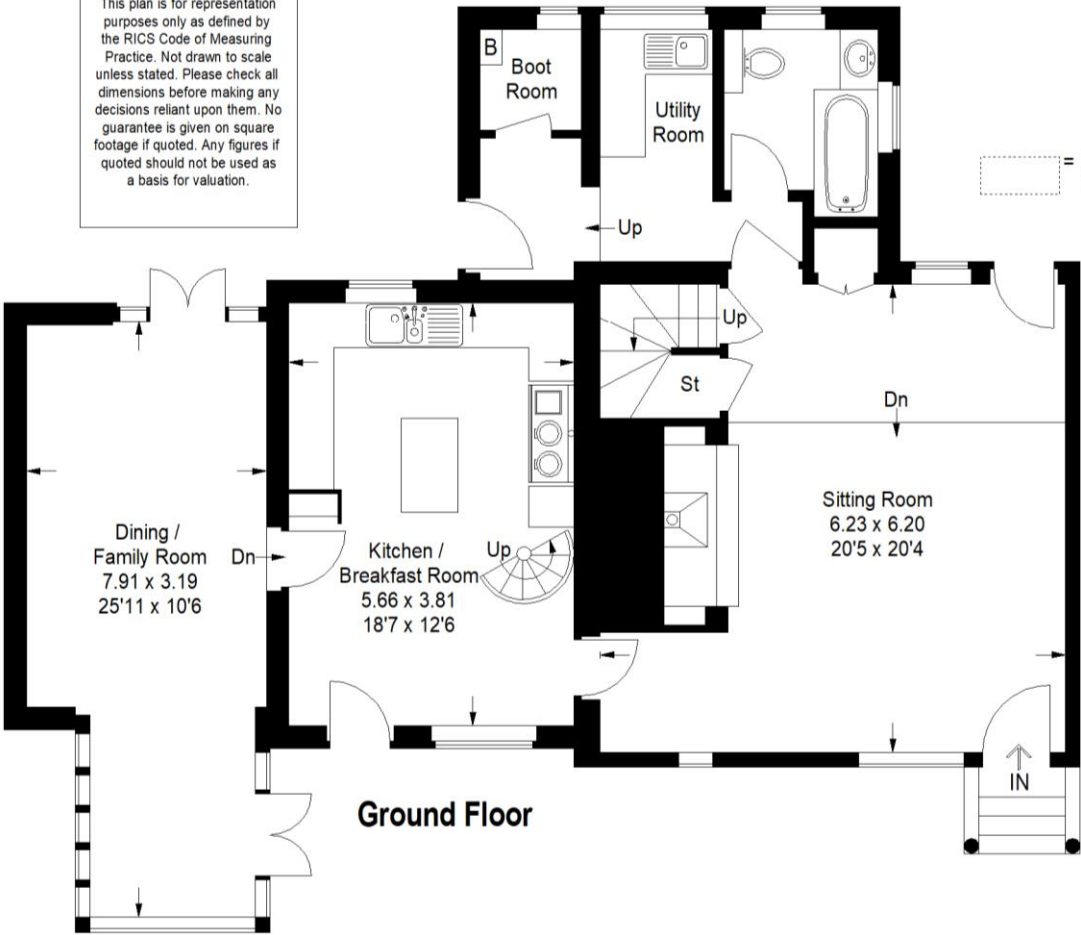 This plan is for representation
purposes only as defined by
the RICS Code of Measuring
Practice. Not drawn to scale
unless stated. Please check all
dimensions before making any
decisions reliant upon them. No
guarantee is given on square
footage if quoted. Any figures if
quoted should not be used as
a basis for valuation.
B
Boot
Room
Utility
Room
=
Up
Up
St
Dn
Sitting Room
6.23 x 6.20
20'5 x 20'4
Dining /
Family Room
7.91 x 3.19
25'11 x 10'6
Dn
Kitchen /
Breakfast Room
5.66 x 3.81
18'7 x 12'6
Up
IN
Ground Floor